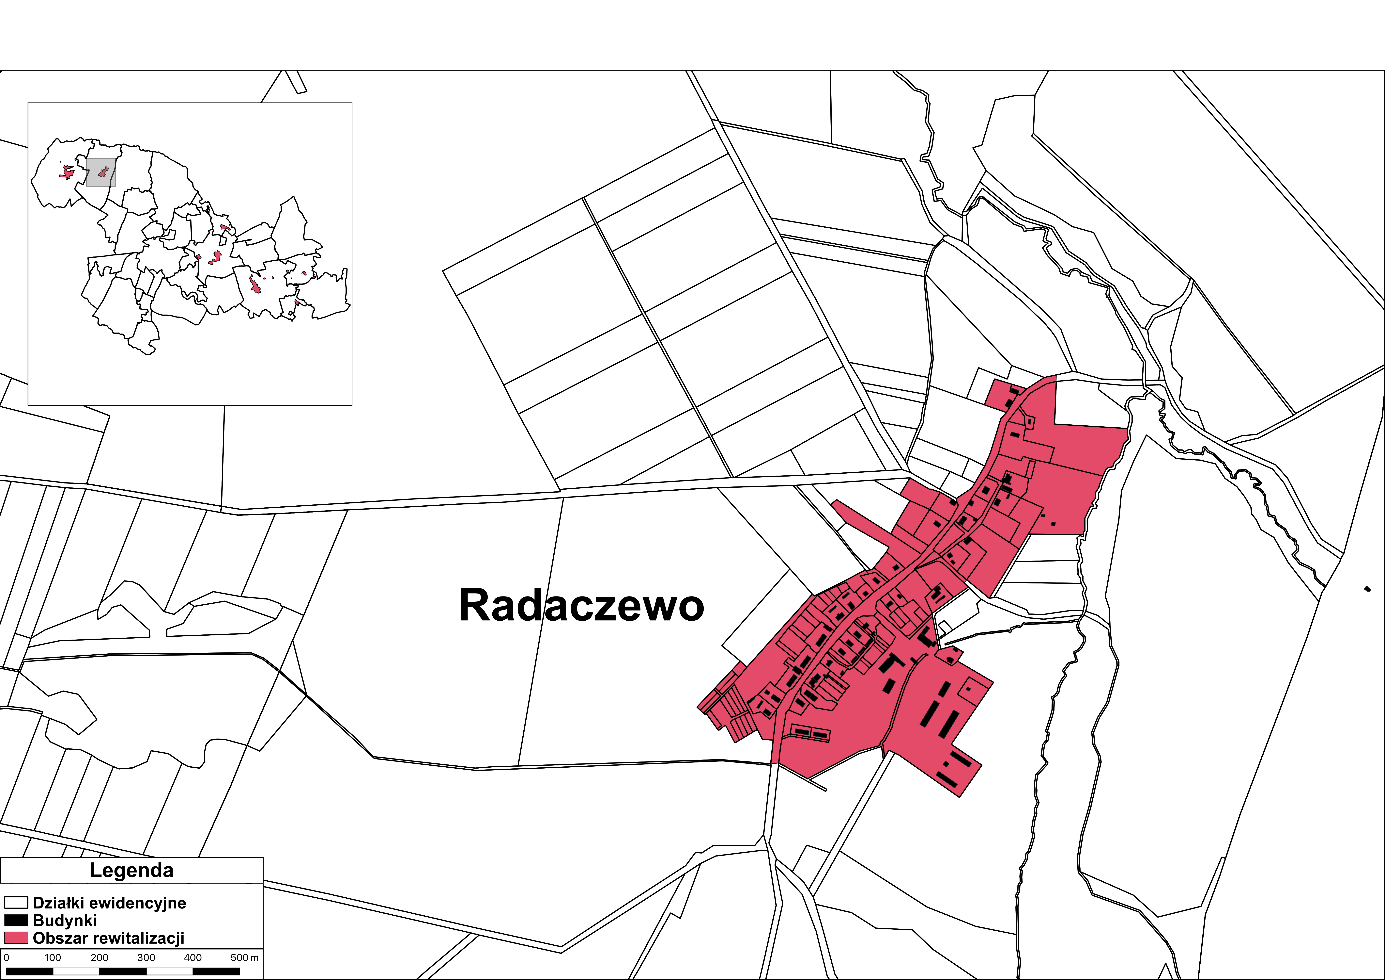 Radaczewo
Legenda
Działki ewidencyjne
Budynki
Obszar rewitalizacji
0 100 200 300 400 500 m